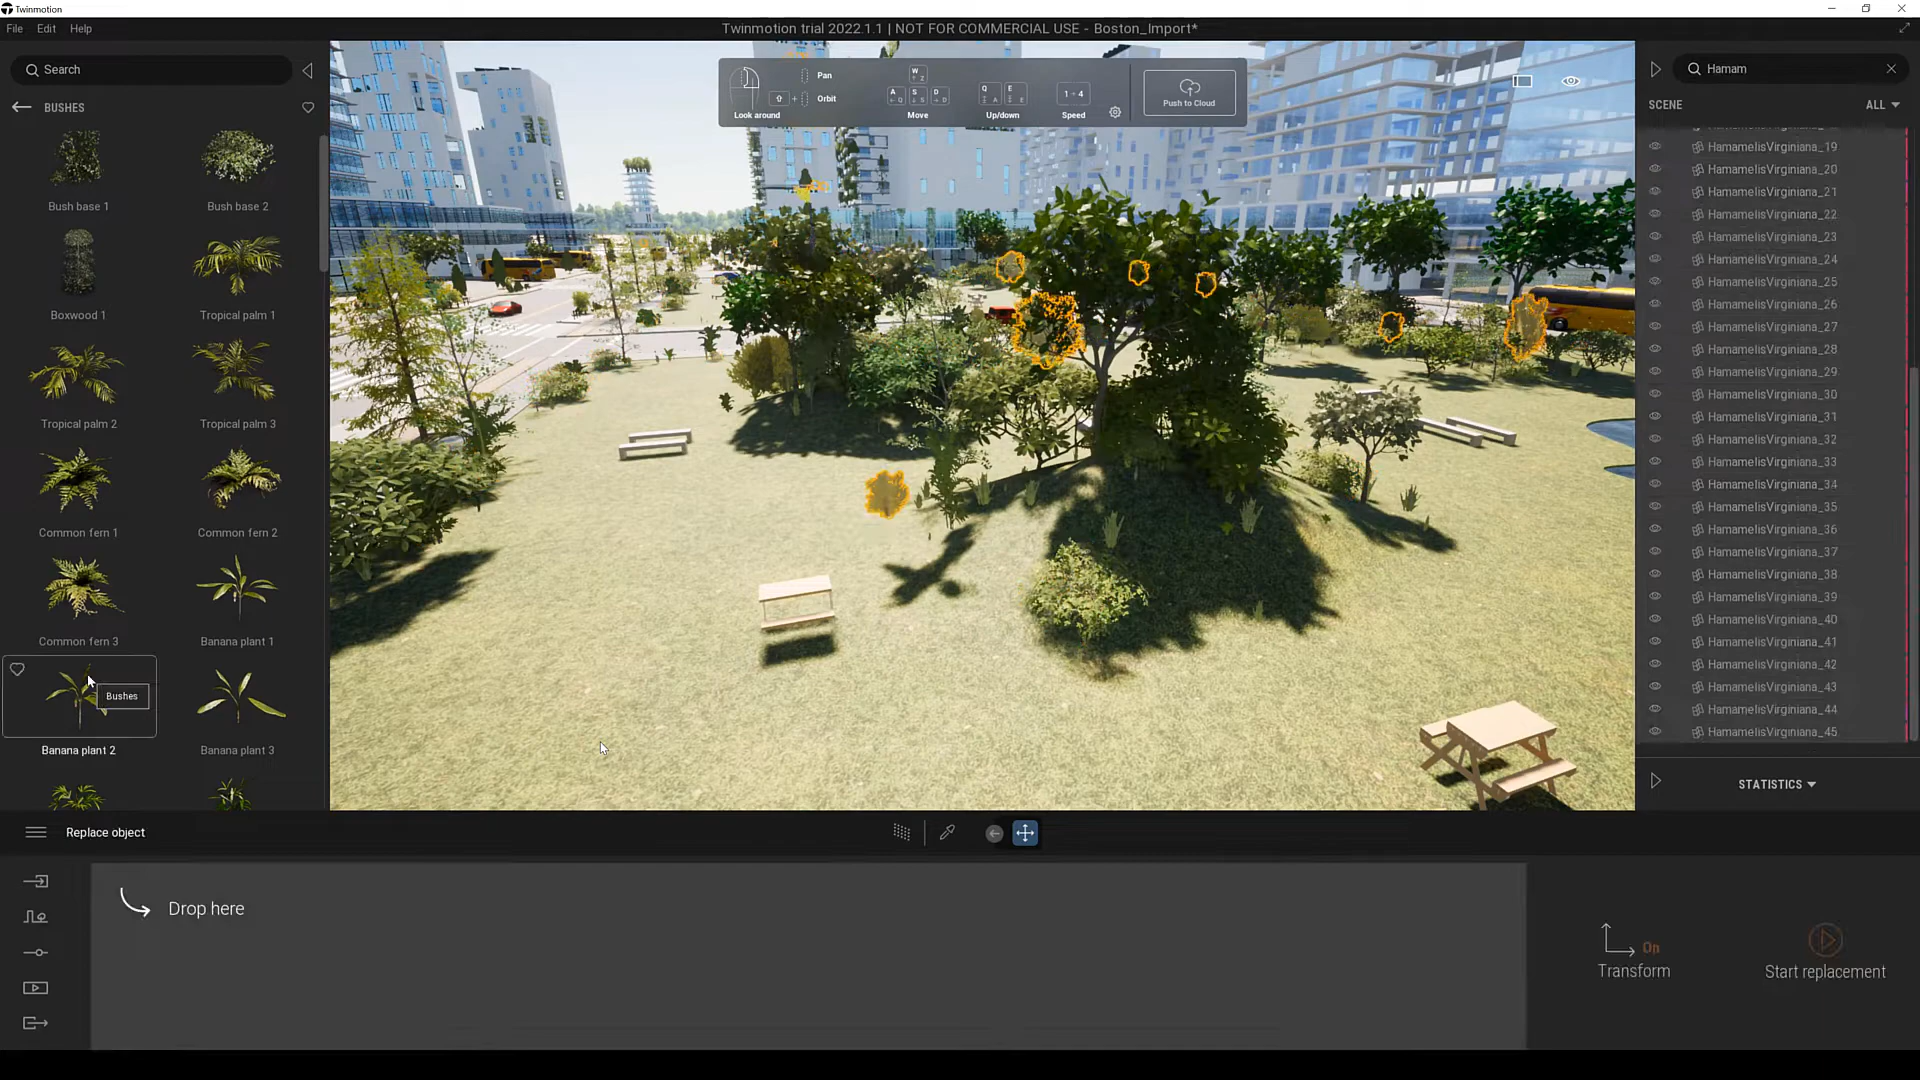 Twinmotion
File Edit Help
Twinmotion trial 2022.1.1 | NOT FOR COMMERCIAL USE - Boston_Import*
Search
BUSHES
Bush base 1
Bush base 2
Boxwood 1
Tropical palm 1
Tropical palm 2
Tropical palm 3
Common fern 1
Common fern 2
Common fern 3
Banana plant 1
Bushes
Banana plant 2
Banana plant 3
Pan
Orbit
Look around
W
A S D
Move
Q E
Up/down
1 - 4
Speed
Push to Cloud
Hamam
SCENE
ALL
HamamelisVirginiana_19
HamamelisVirginiana_20
HamamelisVirginiana_21
HamamelisVirginiana_22
HamamelisVirginiana_23
HamamelisVirginiana_24
HamamelisVirginiana_25
HamamelisVirginiana_26
HamamelisVirginiana_27
HamamelisVirginiana_28
HamamelisVirginiana_29
HamamelisVirginiana_30
HamamelisVirginiana_31
HamamelisVirginiana_32
HamamelisVirginiana_33
HamamelisVirginiana_34
HamamelisVirginiana_35
HamamelisVirginiana_36
HamamelisVirginiana_37
HamamelisVirginiana_38
HamamelisVirginiana_39
HamamelisVirginiana_40
HamamelisVirginiana_41
HamamelisVirginiana_42
HamamelisVirginiana_43
HamamelisVirginiana_44
HamamelisVirginiana_45
STATISTICS
Replace object
Drop here
On
Transform
Start replacement